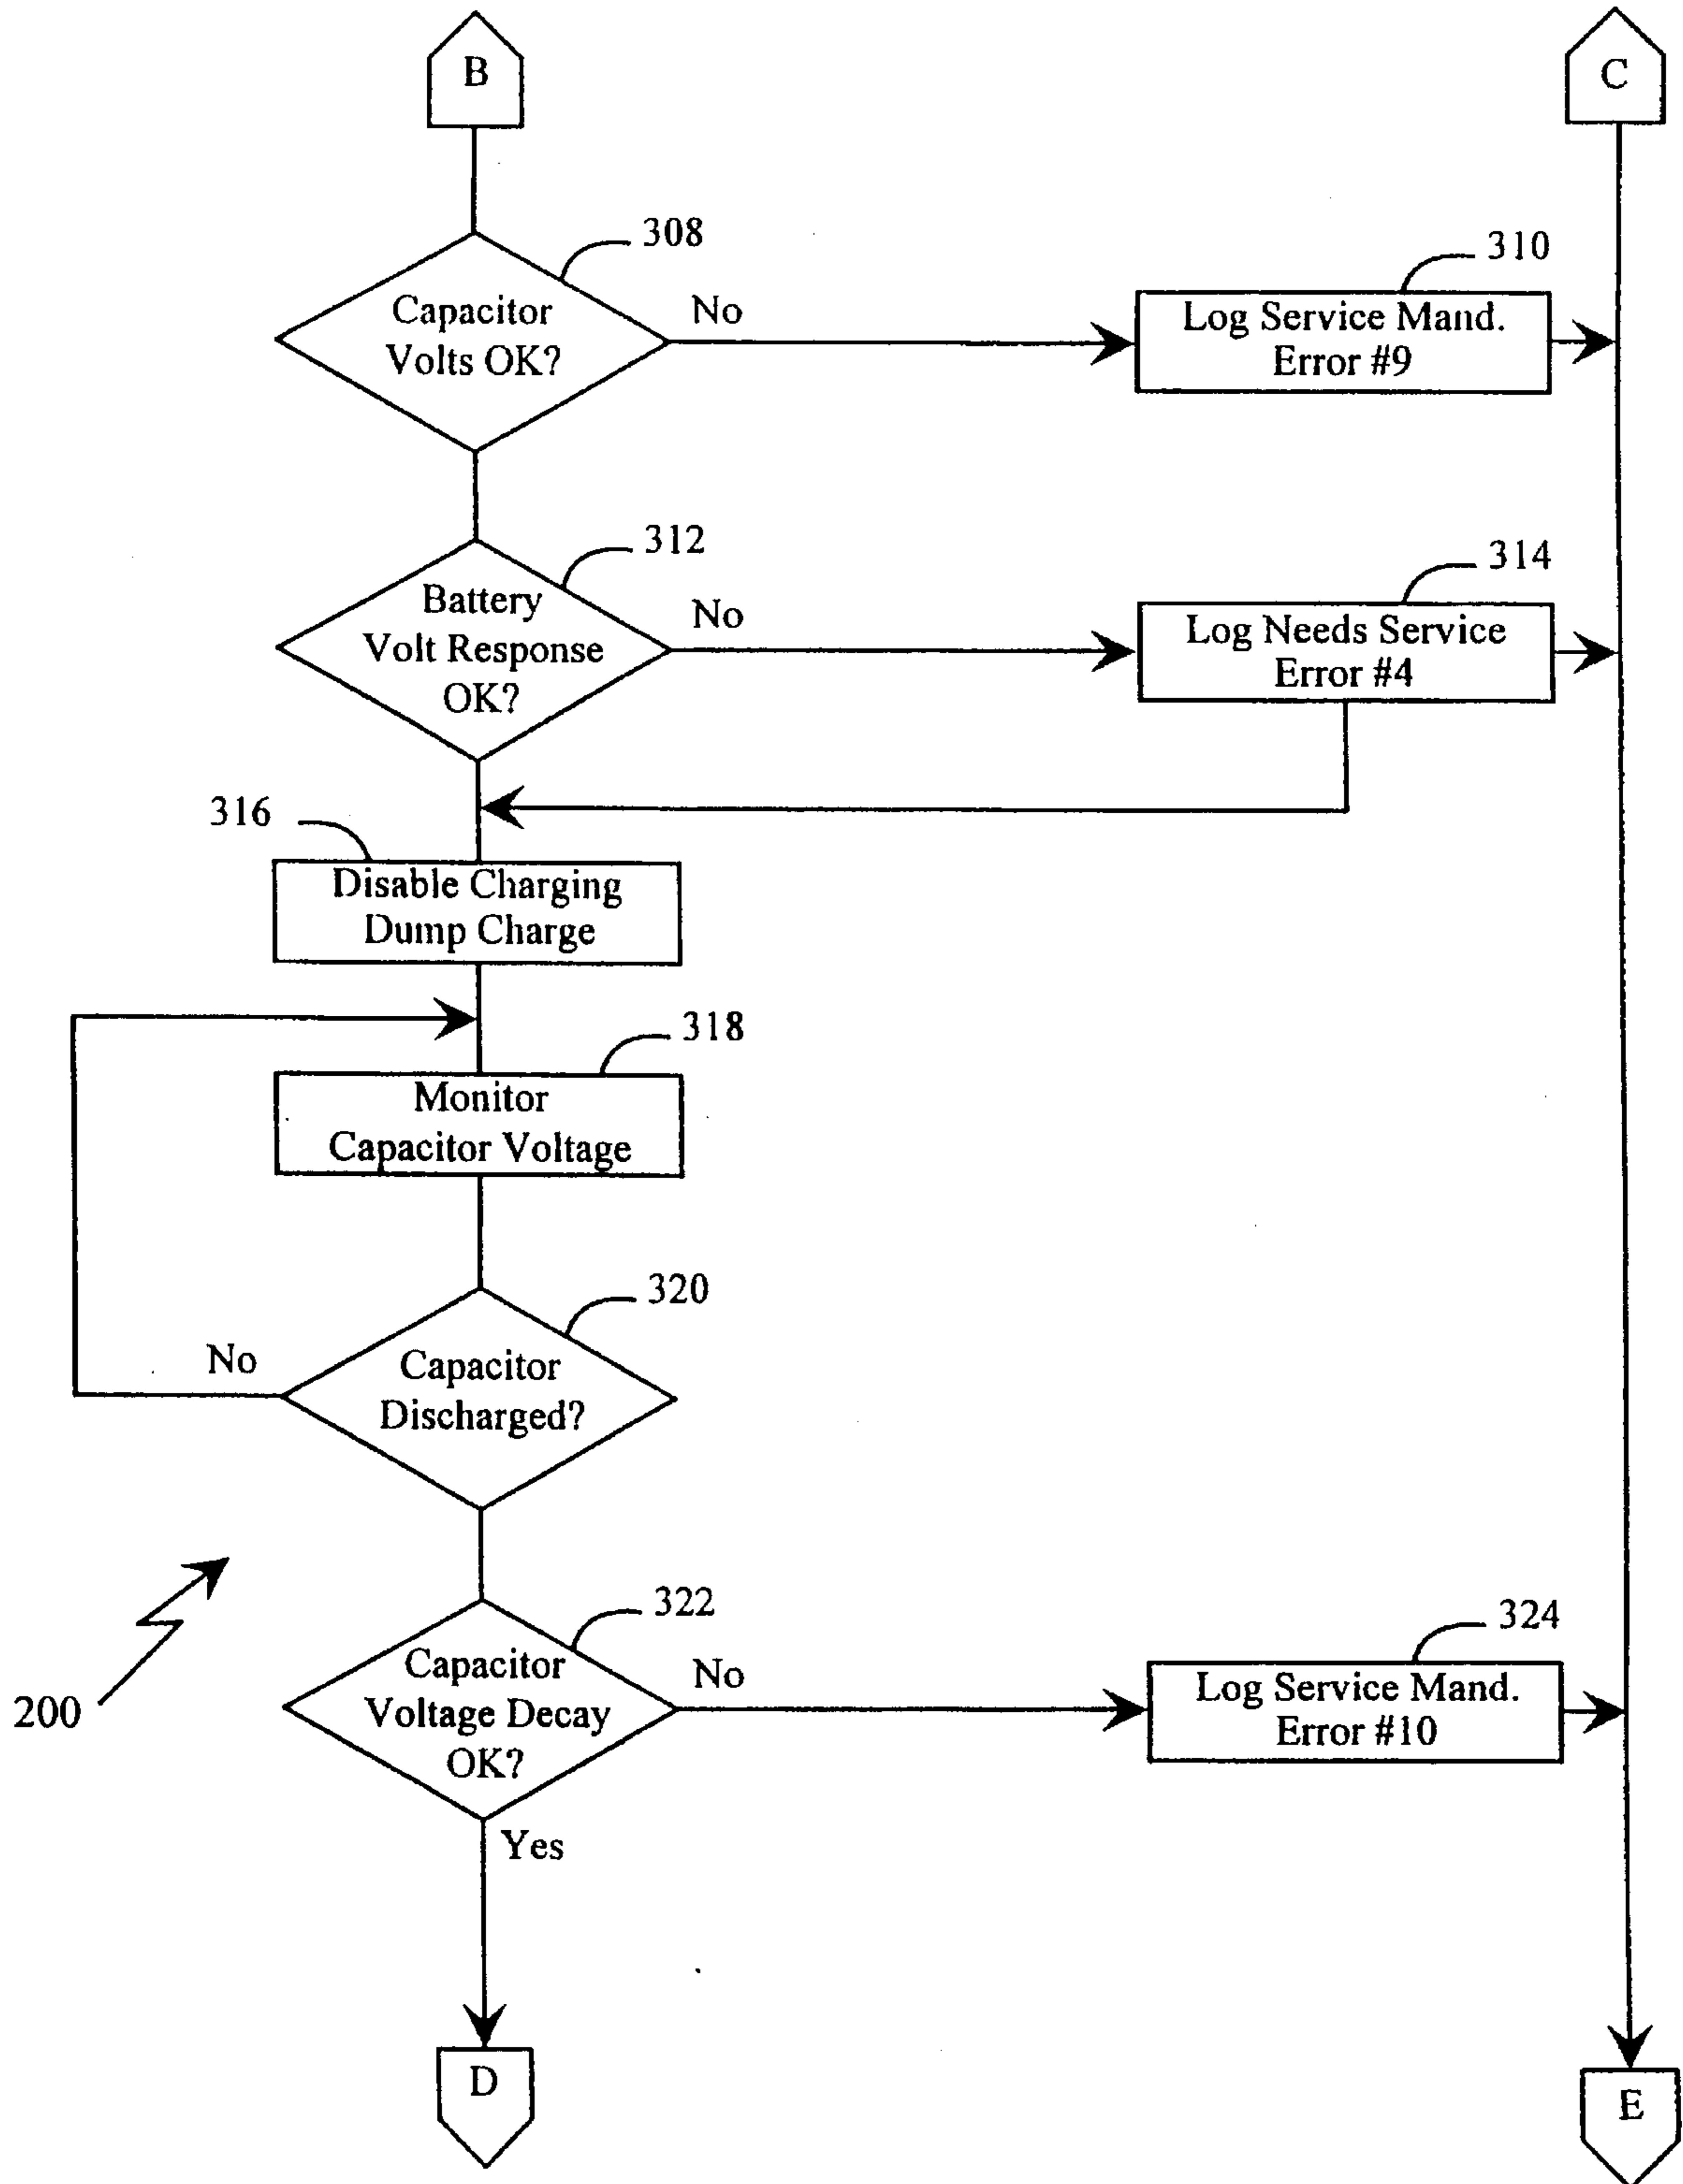 B
C
308
Capacitor
Volts OK?
No
310
Log Service Mand.
Error #9
312
Battery
Volt Response
OK?
No
314
Log Needs Service
Error #4
316
Disable Charging
Dump Charge
318
Monitor
Capacitor Voltage
320
No
Capacitor
Discharged?
322
Capacitor
Voltage Decay
OK?
No
324
Log Service Mand.
Error #10
200
Yes
D
E